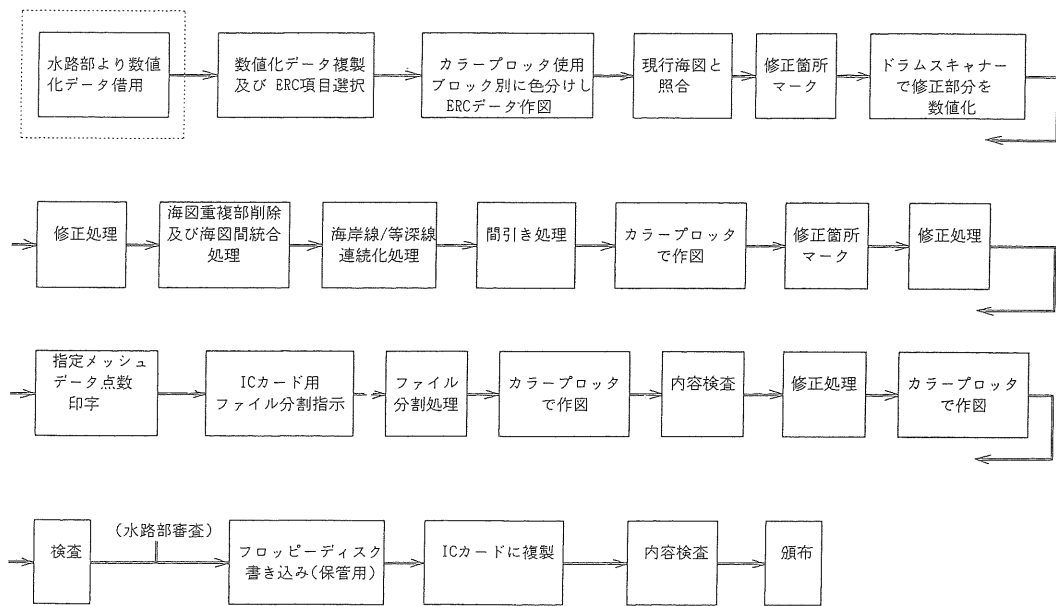 水路部より数値
化データ借用
数値化データ複製
及び ERC項目選択
カラープロッタ使用
ブロック別に色分けし
ERCデータ作図
現行海図と
照合
修正箇所
マーク
ドラムスキャナー
で修正部分を
数値化
修正処理
海図重複部削除
及び海図間統合
処理
海岸線/等深線
連続化処理
間引き処理
カラープロッタ
で作図
修正箇所
マーク
修正処理
指定メッシュ
データ点数
印字
ICカード用
ファイル分割指示
ファイル
分割処理
カラープロッタ
で作図
内容検査
修正処理
カラープロッタ
で作図
検査
(水路部審査)
フロッピーディスク
書き込み(保管用)
ICカードに複製
内容検査
頒布